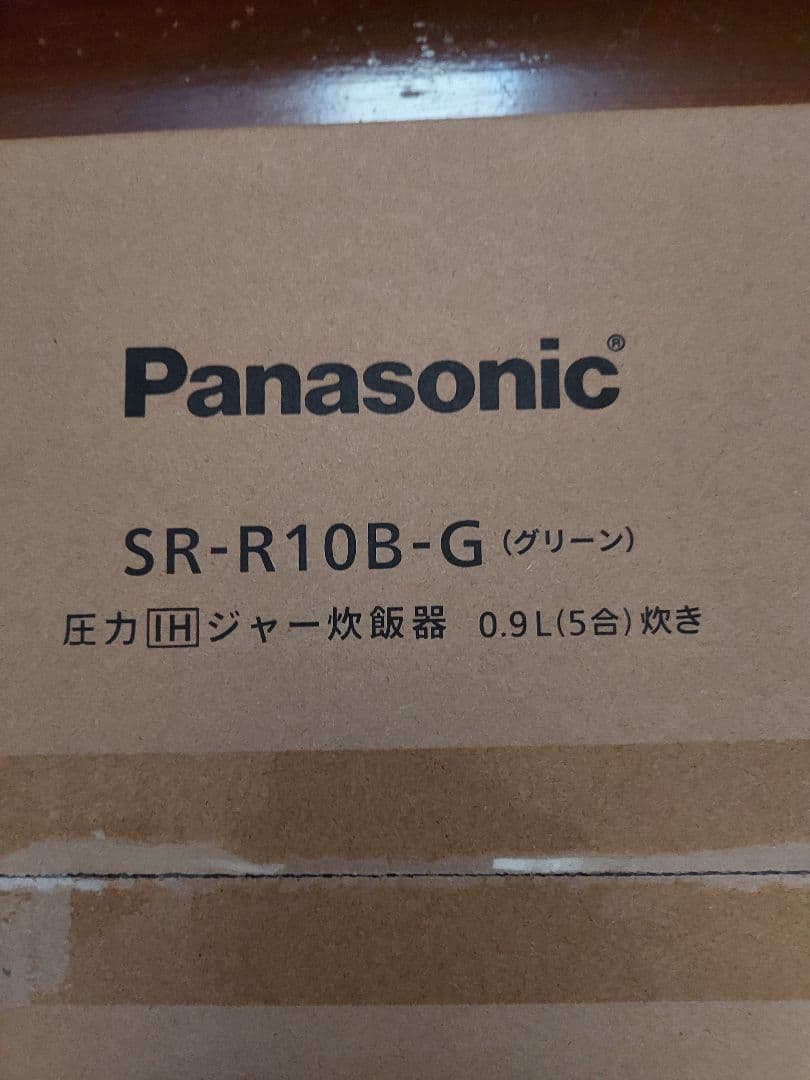 Panasonic®
SR-R10B-G (グリーン)
圧力IHジャー炊飯器 0.9L(5合)炊き